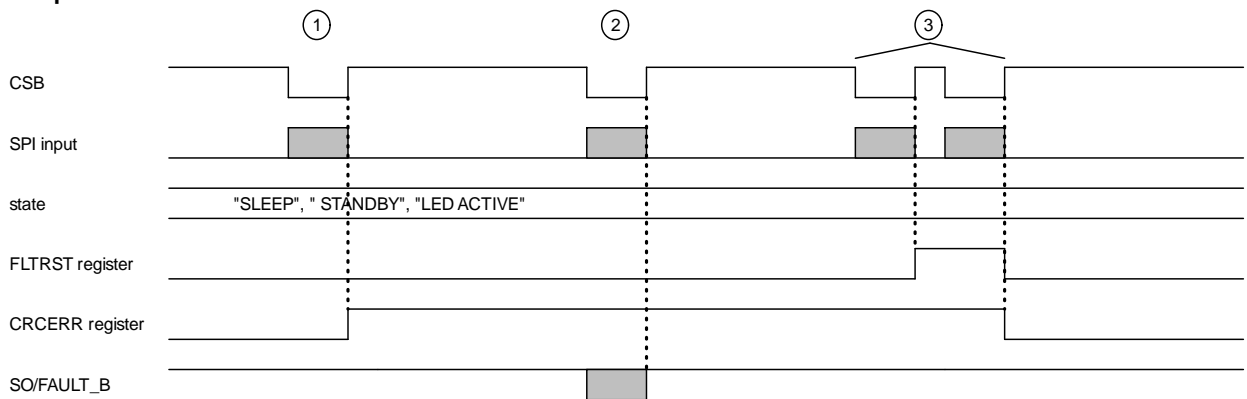 1 2 3
CSB
SPI input
state "SLEEP", " STANDBY", "LED ACTIVE"
FLTRST register
CRCERR register
SO/FAULT_B